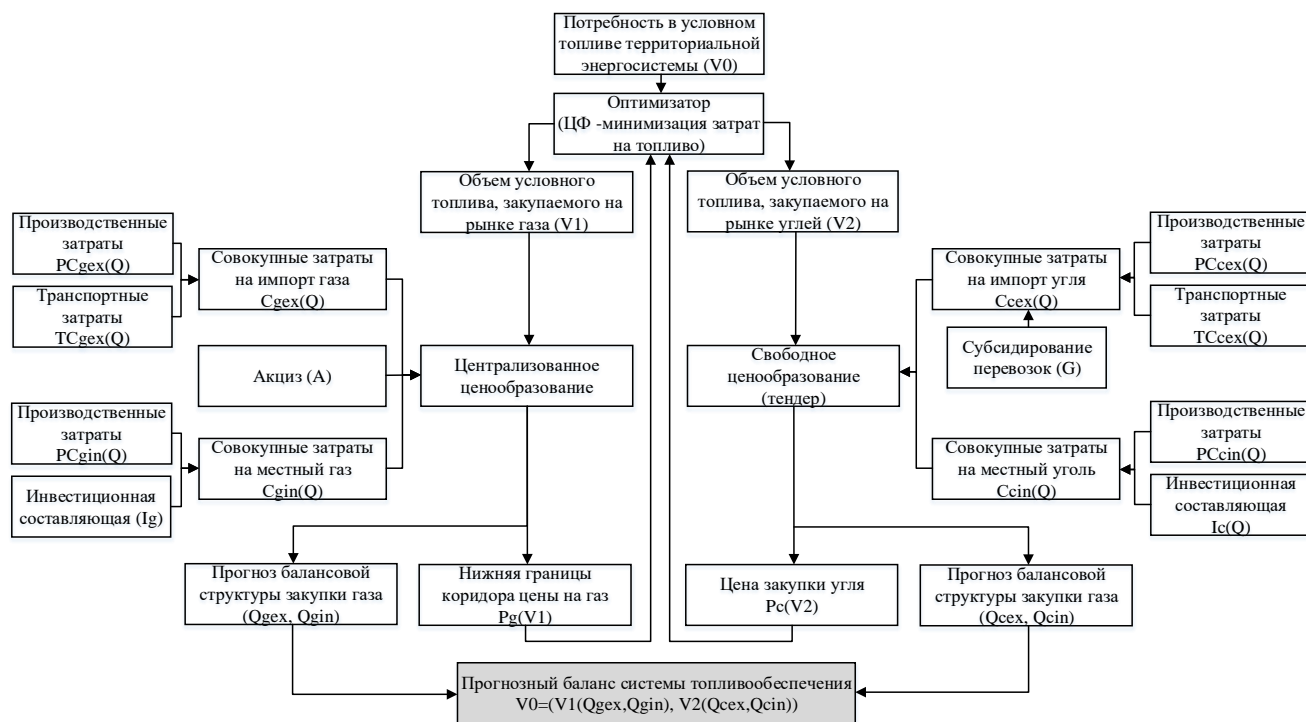 Потребность в условном
топливе территориальной
энергосистемы (V0)
Оптимизатор
(ЦФ -минимизация затрат
на топливо)
Объем условного
топлива, закупаемого на
рынке газа (V1)
Объем условного
топлива, закупаемого на
рынке углей (V2)
Производственные
затраты
PCgex(Q)
Транспортные
затраты
TCgex(Q)
Совокупные затраты
на импорт газа
Cgex(Q)
Акциз (A)
Централизованное
ценообразование
Производственные
затраты
PCgin(Q)
Инвестиционная
составляющая (Ig)
Совокупные затраты
на местный газ
Cgin(Q)
Свободное
ценообразование
(тендер)
Совокупные затраты
на импорт угля
Ccex(Q)
Производственные
затраты
PCcex(Q)
Транспортные
затраты
TCcex(Q)
Субсидирование
перевозок (G)
Совокупные затраты
на местный уголь
Ccin(Q)
Производственные
затраты
PCcin(Q)
Инвестиционная
составляющая
Ic(Q)
Прогноз балансовой
структуры закупки газа
(Qgex, Qgin)
Нижняя границы
коридора цены на газ
Pg(V1)
Цена закупки угля
Pc(V2)
Прогноз балансовой
структуры закупки газа
(Qcex, Qcin)
Прогнозный баланс системы топливообеспечения
V0=(V1(Qgex,Qgin), V2(Qcex,Qcin))